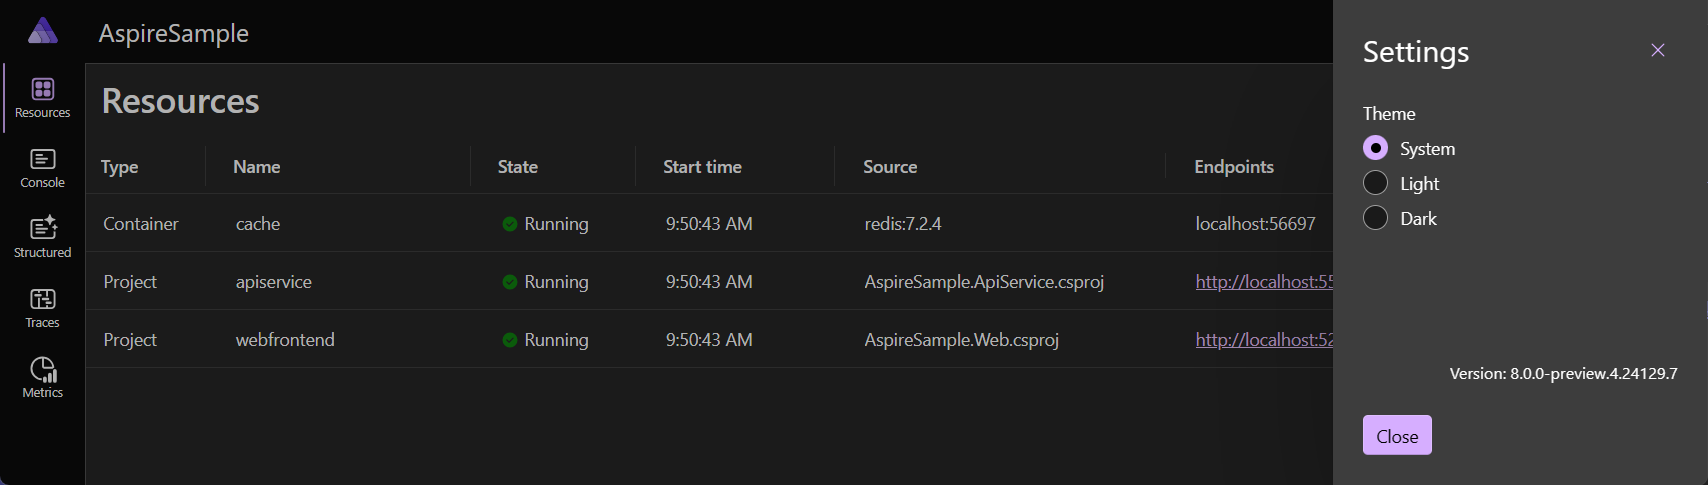 AspireSample
Resources
Console
Structured
Traces
Metrics
Resources
Type Name State Start time Source Endpoints
Container cache Running 9:50:43 AM redis:7.2.4 localhost:56697
Project apiservice Running 9:50:43 AM AspireSample.ApiService.csproj http://localhost:55
Project webfrontend Running 9:50:43 AM AspireSample.Web.csproj http://localhost:52
Settings
Theme
System
Light
Dark
Version: 8.0.0-preview.4.24129.7
Close